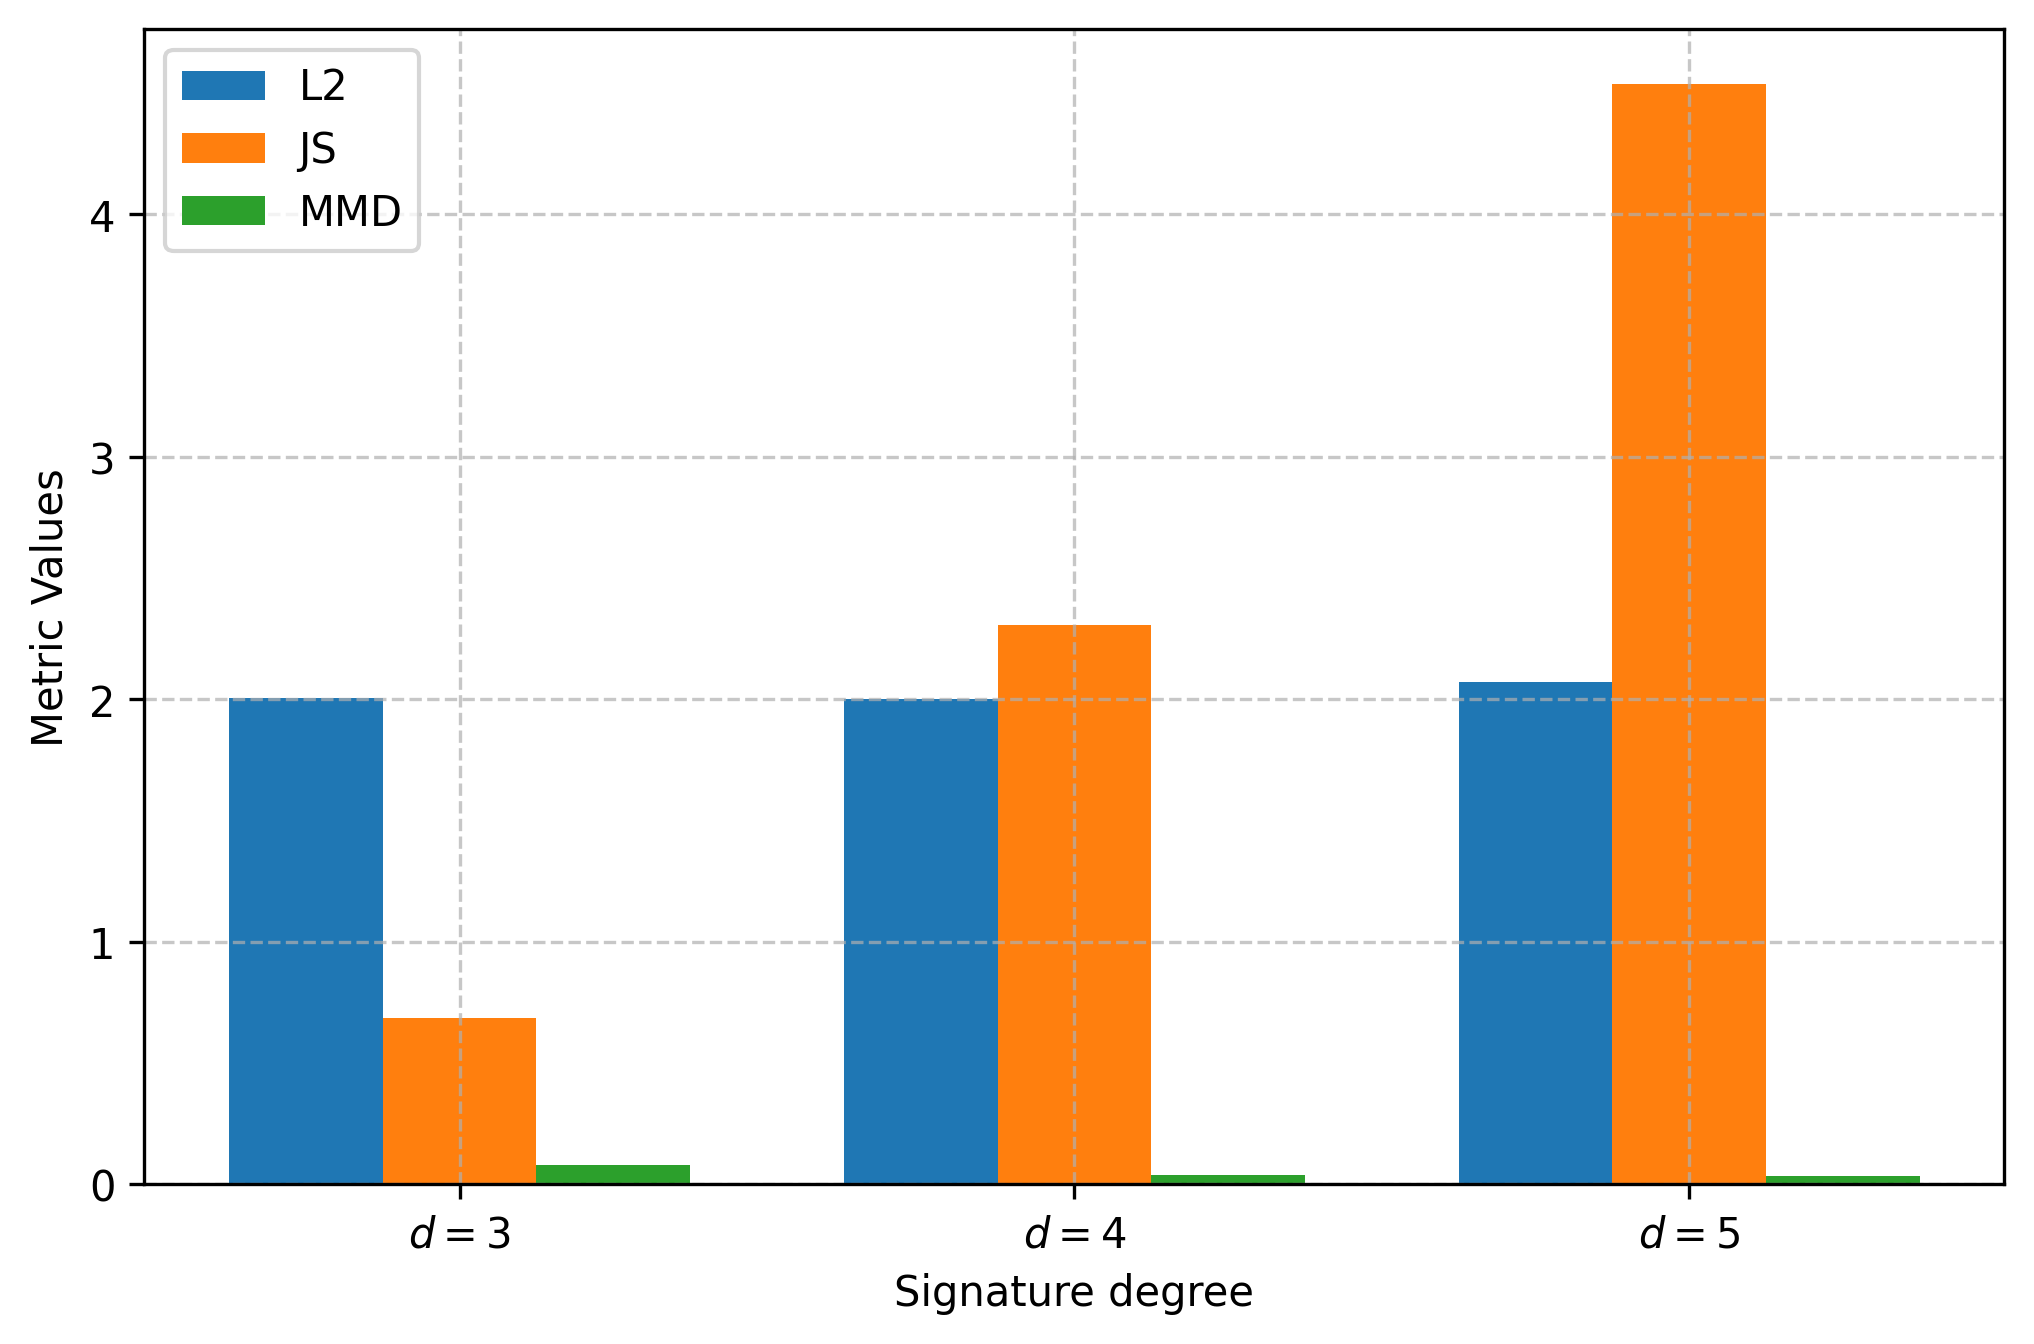 L2
JS
MMD
4
3
2
1
0
Metric Values
d = 3
d = 4
d = 5
Signature degree